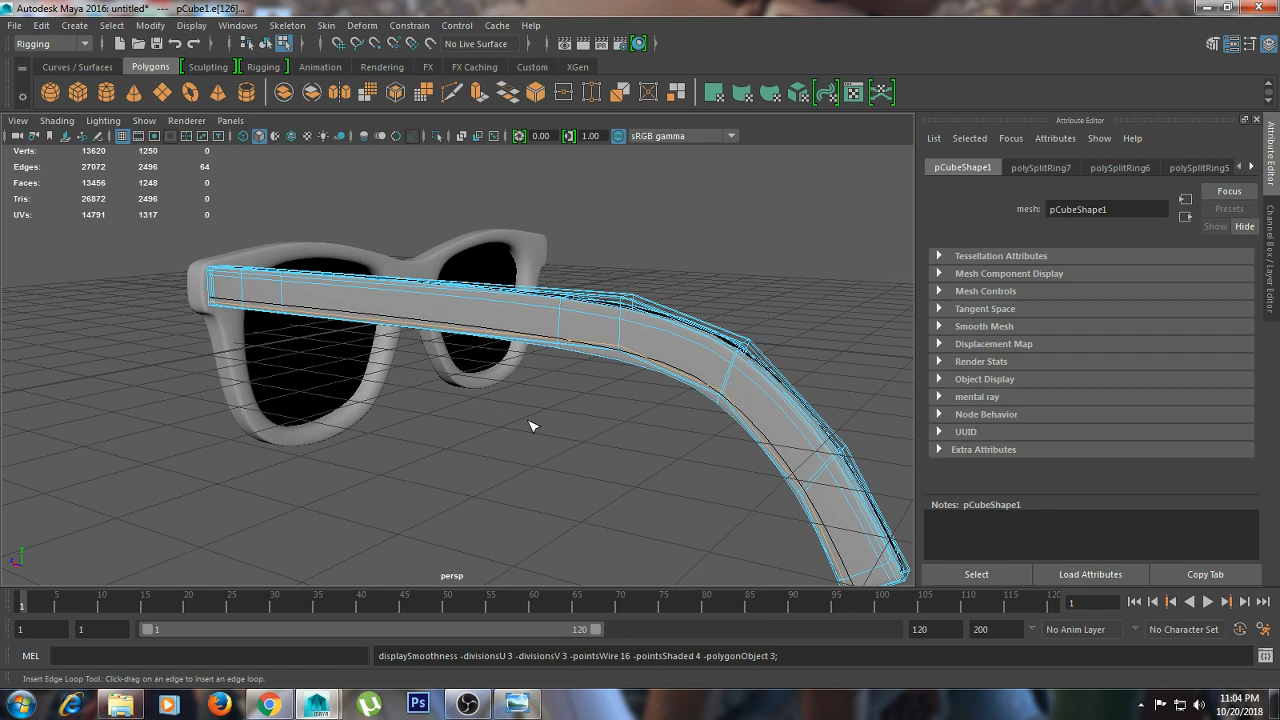 Autodesk Maya 2016: untitled* --- pCube1.e[126]...
File Edit Create Select Modify Display Windows Skeleton Skin Deform Constrain Control Cache Help
Rigging No Live Surface
Curves / Surfaces Polygons Sculpting Rigging Animation Rendering FX FX Caching Custom XGen
View Shading Lighting Show Renderer Panels
0.00 1.00 sRGB gamma
Verts: 13620 1250 0
Edges: 27072 2496 64
Faces: 13456 1248 0
Tris: 26872 2496 0
UVs: 14791 1317 0
persp
Attribute Editor
List Selected Focus Attributes Show Help
pCubeShape1 polySplitRing7 polySplitRing6 polySplitRing5
mesh: pCubeShape1
Focus
Presets
Show Hide
Tessellation Attributes
Mesh Component Display
Mesh Controls
Tangent Space
Smooth Mesh
Displacement Map
Render Stats
Object Display
mental ray
Node Behavior
UUID
Extra Attributes
Notes: pCubeShape1
Select Load Attributes Copy Tab
Attribute Editor
Channel Box / Layer Editor
1 5 10 15 20 25 30 35 40 45 50 55 60 65 70 75 80 85 90 95 100 105 110 115 120 1
1 1 1 120 120 200 No Anim Layer No Character Set
MEL displaySmoothness -divisionsU 3 -divisionsV 3 -pointsWire 16 -pointsShaded 4 -polygonObject 3;
Insert Edge Loop Tool: Click-drag on an edge to insert an edge loop.
Ps
11:04 PM
10/20/2018